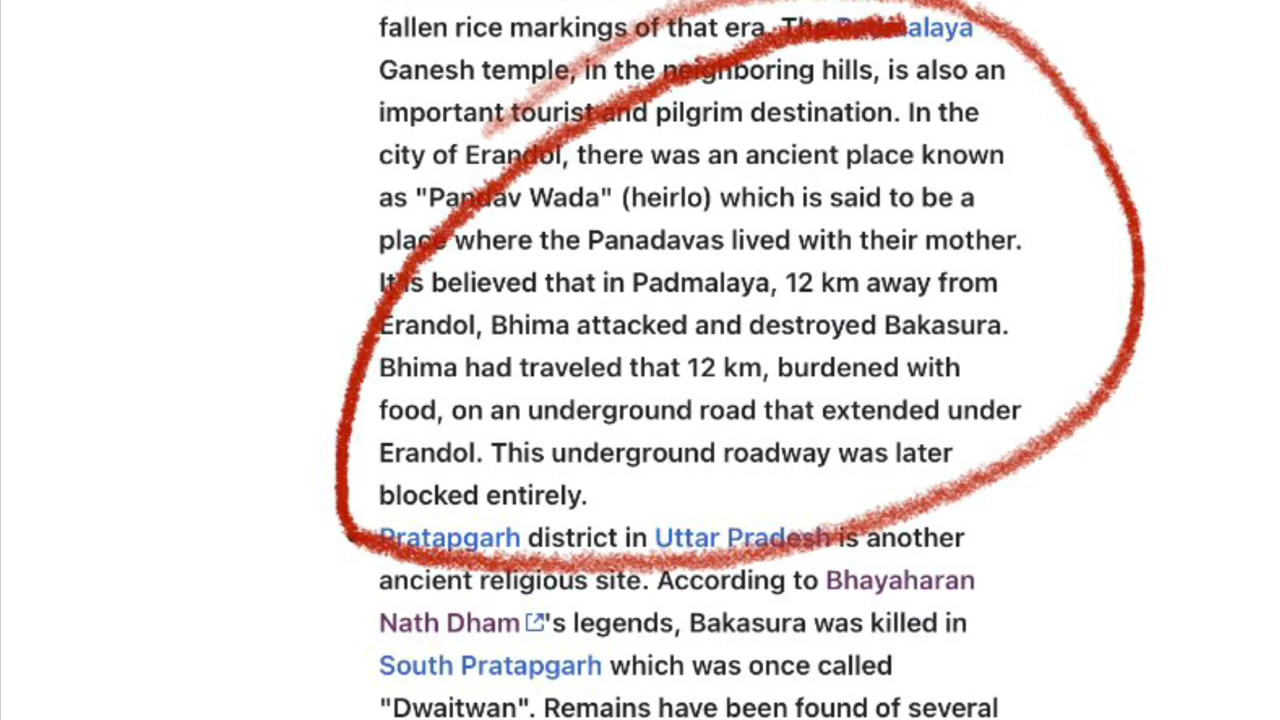 fallen rice markings of that era. The Padmalaya
Ganesh temple, in the neighboring hills, is also an
important tourist and pilgrim destination. In the
city of Erandol, there was an ancient place known
as "Pandav Wada" (heirlo) which is said to be a
place where the Panadavas lived with their mother.
It is believed that in Padmalaya, 12 km away from
Erandol, Bhima attacked and destroyed Bakasura.
Bhima had traveled that 12 km, burdened with
food, on an underground road that extended under
Erandol. This underground roadway was later
blocked entirely.
Pratapgarh district in Uttar Pradesh is another
ancient religious site. According to Bhayaharan
Nath Dham's legends, Bakasura was killed in
South Pratapgarh which was once called
"Dwaitwan". Remains have been found of several